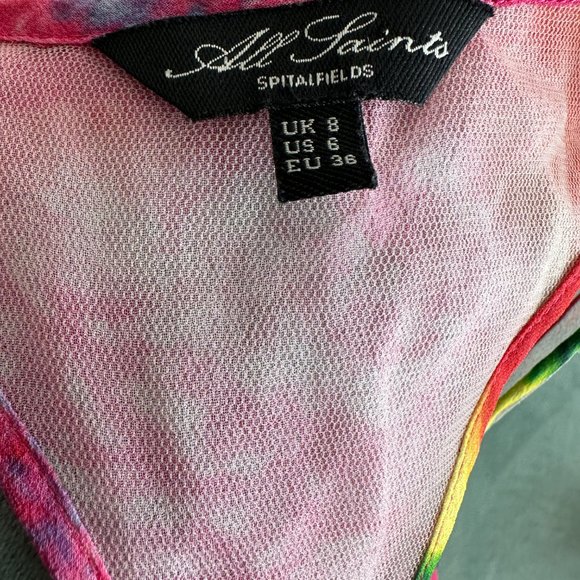 All Saints
SPITALFIELDS
UK 8
US 6
EU 36